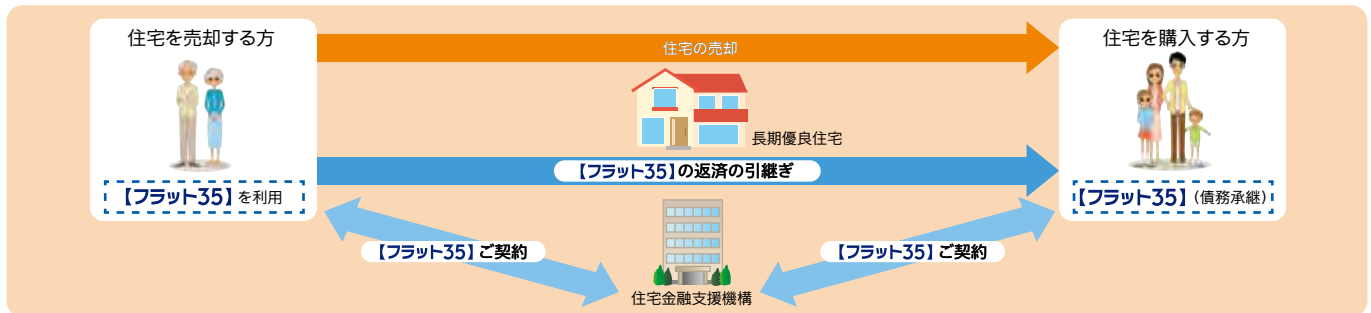 住宅を売却する方
住宅の売却
住宅を購入する方
長期優良住宅
【フラット35】の返済の引継ぎ
【フラット35】を利用
【フラット35】(債務承継)
【フラット35】ご契約
【フラット35】ご契約
住宅金融支援機構